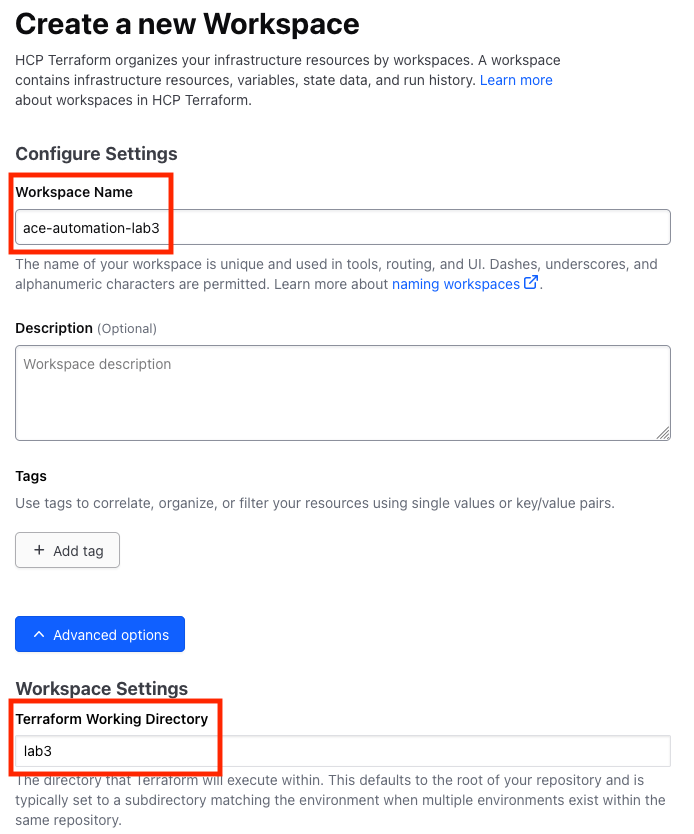 Create a new Workspace
HCP Terraform organizes your infrastructure resources by workspaces. A workspace
contains infrastructure resources, variables, state data, and run history. Learn more
about workspaces in HCP Terraform.
Configure Settings
Workspace Name
ace-automation-lab3
The name of your workspace is unique and used in tools, routing, and UI. Dashes, underscores, and
alphanumeric characters are permitted. Learn more about naming workspaces.
Description (Optional)
Workspace description
Tags
Use tags to correlate, organize, or filter your resources using single values or key/value pairs.
+ Add tag
Advanced options
Workspace Settings
Terraform Working Directory
lab3
The directory that Terraform will execute within. This defaults to the root of your repository and is
typically set to a subdirectory matching the environment when multiple environments exist within the
same repository.